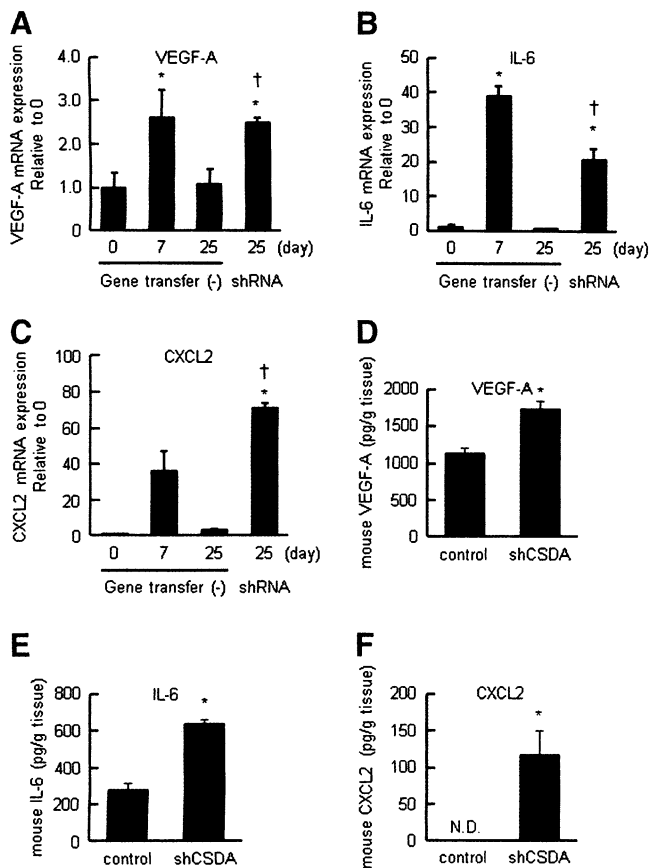 A
VEGF-A
VEGF-A mRNA expression
Relative to 0
4.0
3.0
2.0
1.0
0
*
†
*
0 7 25 25 (day)
Gene transfer (-) shRNA
B
IL-6
IL-6 mRNA expression
Relative to 0
50
40
30
20
10
0
*
†
*
0 7 25 25 (day)
Gene transfer (-) shRNA
C
CXCL2
CXCL2 mRNA expression
Relative to 0
100
80
60
40
20
0
†
*
0 7 25 25 (day)
Gene transfer (-) shRNA
D
VEGF-A *
mouse VEGF-A (pg/g tissue)
2000
1500
1000
500
0
control shCSDA
E
IL-6
*
mouse IL-6 (pg/g tissue)
800
600
400
200
0
control shCSDA
F
CXCL2
*
mouse CXCL2 (pg/g tissue)
200
150
100
50
0
N.D.
control shCSDA